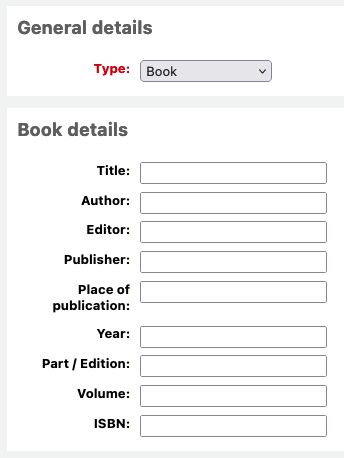 General details
Type: Book
Book details
Title:
Author:
Editor:
Publisher:
Place of
publication:
Year:
Part / Edition:
Volume:
ISBN: